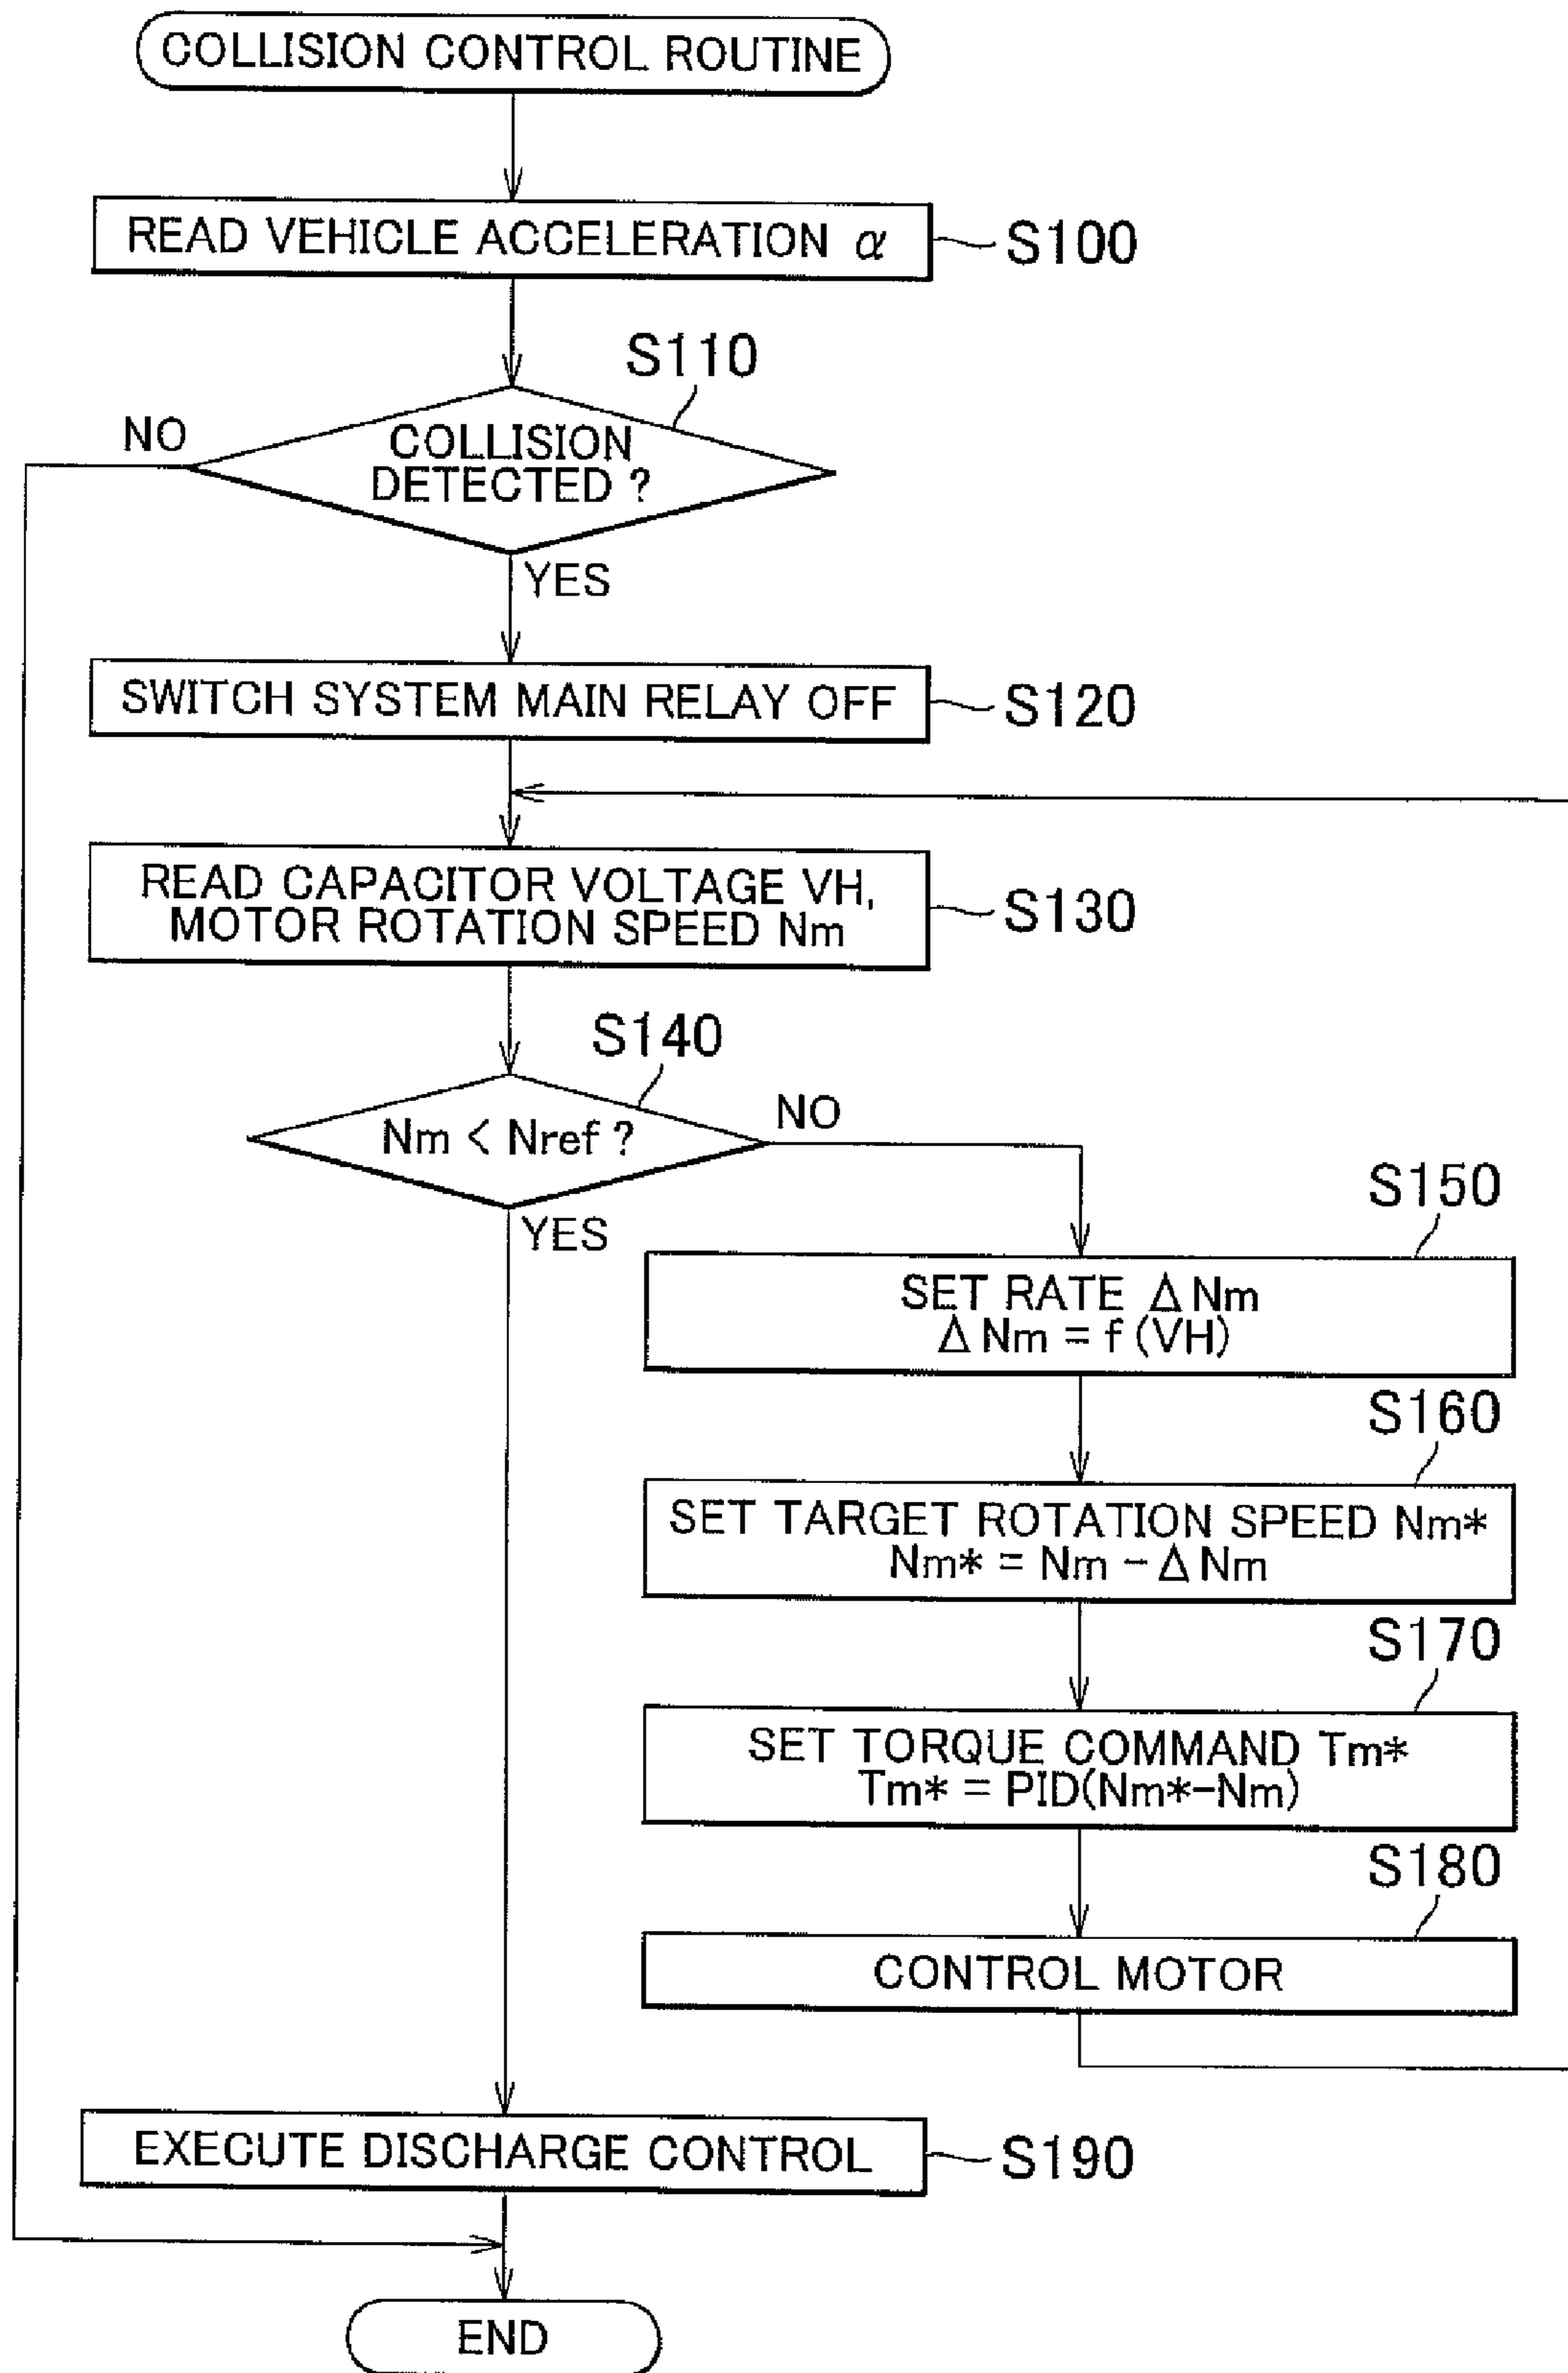 COLLISION CONTROL ROUTINE
READ VEHICLE ACCELERATION α
S100
S110
NO
COLLISION
DETECTED ?
YES
SWITCH SYSTEM MAIN RELAY OFF
S120
READ CAPACITOR VOLTAGE VH,
MOTOR ROTATION SPEED Nm
S130
S140
Nm < Nref ?
NO
YES
S150
SET RATE Δ Nm
Δ Nm = f (VH)
S160
SET TARGET ROTATION SPEED Nm*
Nm* = Nm - Δ Nm
S170
SET TORQUE COMMAND Tm*
Tm* = PID(Nm*-Nm)
S180
CONTROL MOTOR
EXECUTE DISCHARGE CONTROL
S190
END